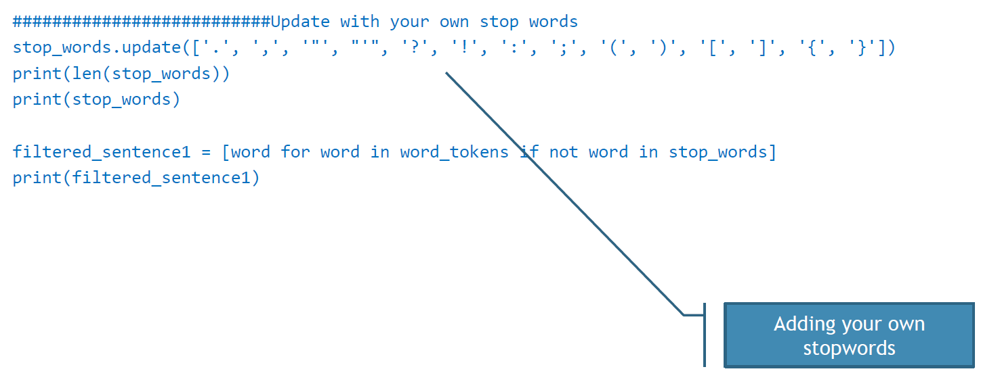 ##########################Update with your own stop words
stop_words.update(['.', ',', '"', "'", '?', '!', ':', ';', '(', ')', '[', ']', '{', '}'])
print(len(stop_words))
print(stop_words)
filtered_sentence1 = [word for word in word_tokens if not word in stop_words]
print(filtered_sentence1)
Adding your own
stopwords